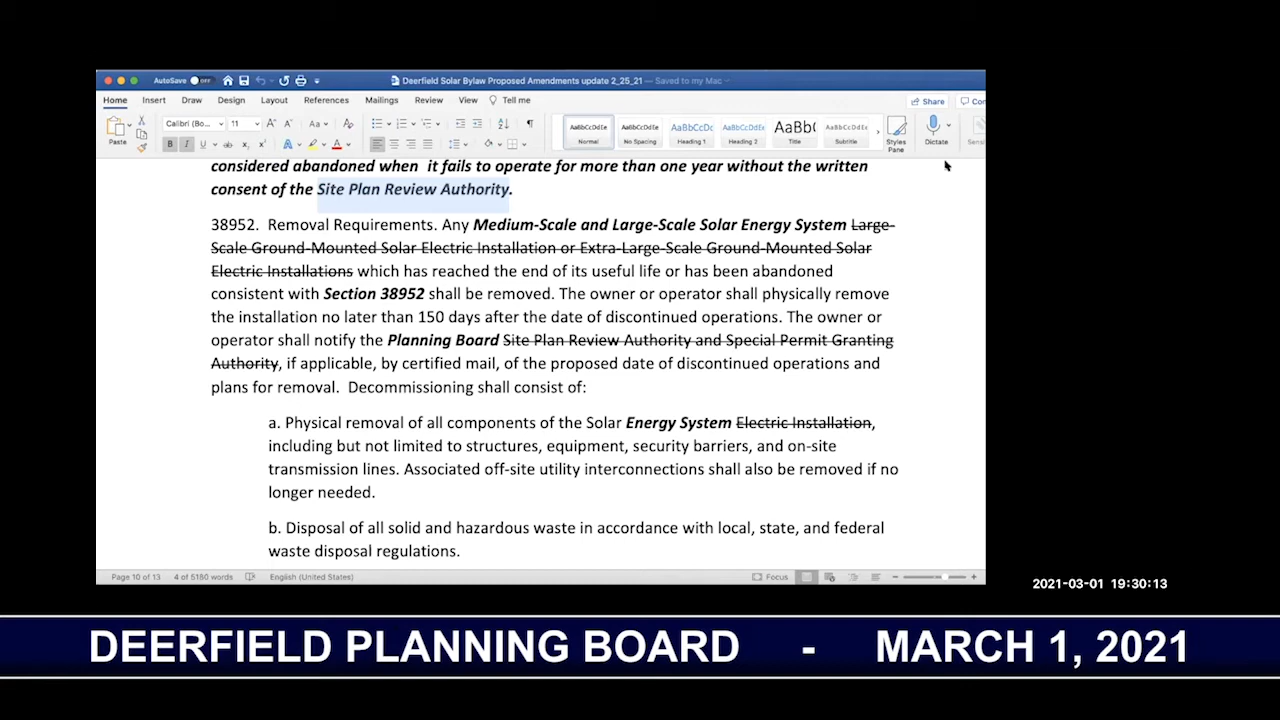 AutoSave OFF
Deerfield Solar Bylaw Proposed Amendments update 2_25_21 — Saved to my Mac
Home Insert Draw Design Layout References Mailings Review View Tell me
Share
Calibri (Bo... 11
Paste
AaBbCcDdEe Normal
AaBbCcDdEe No Spacing
AaBbCcDc Heading 1
AaBbCcDdEe Heading 2
AaBb( Title
AaBbCcDdEe Subtitle
Styles Pane
Dictate
considered abandoned when it fails to operate for more than one year without the written
consent of the Site Plan Review Authority.
38952. Removal Requirements. Any Medium-Scale and Large-Scale Solar Energy System Large-
Scale Ground-Mounted Solar Electric Installation or Extra-Large-Scale Ground-Mounted Solar
Electric Installations which has reached the end of its useful life or has been abandoned
consistent with Section 38952 shall be removed. The owner or operator shall physically remove
the installation no later than 150 days after the date of discontinued operations. The owner or
operator shall notify the Planning Board Site Plan Review Authority and Special Permit Granting
Authority, if applicable, by certified mail, of the proposed date of discontinued operations and
plans for removal. Decommissioning shall consist of:
a. Physical removal of all components of the Solar Energy System Electric Installation,
including but not limited to structures, equipment, security barriers, and on-site
transmission lines. Associated off-site utility interconnections shall also be removed if no
longer needed.
b. Disposal of all solid and hazardous waste in accordance with local, state, and federal
waste disposal regulations.
Page 10 of 13 4 of 5180 words English (United States) Focus
2021-03-01 19:30:13
DEERFIELD PLANNING BOARD - MARCH 1, 2021